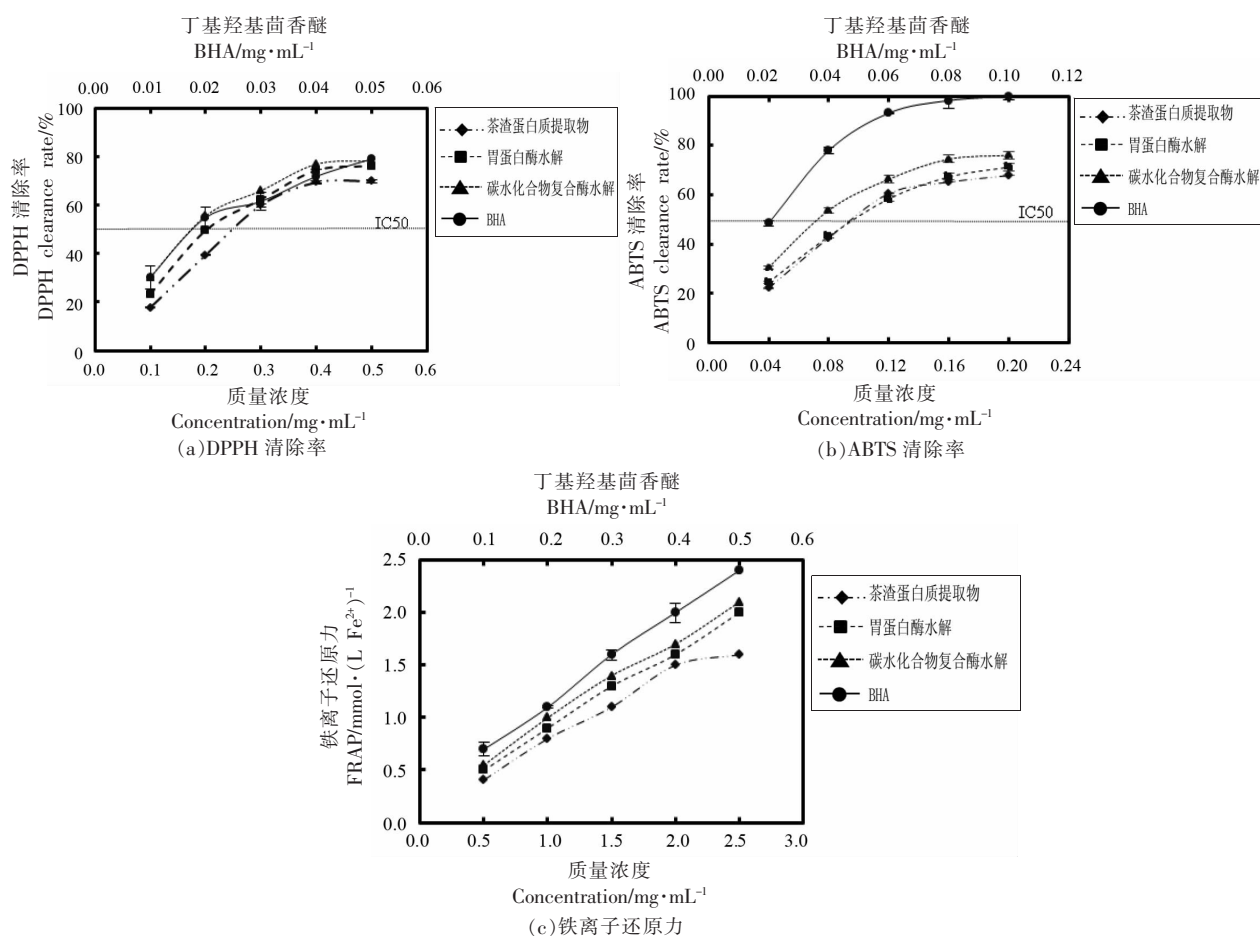 丁基羟基茴香醚
BHA/mg·mL⁻¹
0.00 0.01 0.02 0.03 0.04 0.05 0.06
100
80
60
40
20
0
DPPH 清除率
DPPH clearance rate/%
IC50
0.0 0.1 0.2 0.3 0.4 0.5 0.6
质量浓度
Concentration/mg·mL⁻¹
(a)DPPH 清除率
茶渣蛋白质提取物
胃蛋白酶水解
碳水化合物复合酶水解
BHA
丁基羟基茴香醚
BHA/mg·mL⁻¹
0.00 0.02 0.04 0.06 0.08 0.10 0.12
100
80
60
40
20
0
ABTS 清除率
ABTS clearance rate/%
IC50
0.00 0.04 0.08 0.12 0.16 0.20 0.24
质量浓度
Concentration/mg·mL⁻¹
(b)ABTS 清除率
茶渣蛋白质提取物
胃蛋白酶水解
碳水化合物复合酶水解
BHA
丁基羟基茴香醚
BHA/mg·mL⁻¹
0.0 0.1 0.2 0.3 0.4 0.5 0.6
2.5
2.0
1.5
1.0
0.5
0.0
铁离子还原力
FRAP/mmol·(L Fe²⁺)⁻¹
0.0 0.5 1.0 1.5 2.0 2.5 3.0
质量浓度
Concentration/mg·mL⁻¹
(c)铁离子还原力
茶渣蛋白质提取物
胃蛋白酶水解
碳水化合物复合酶水解
BHA